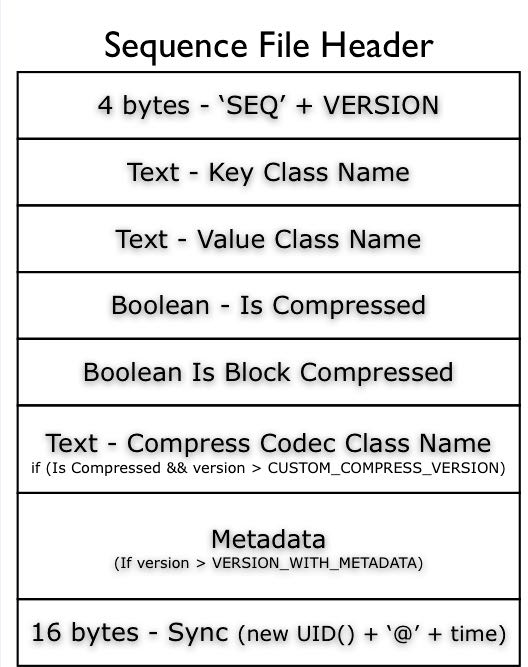 Sequence File Header
4 bytes - ‘SEQ’ + VERSION
Text - Key Class Name
Text - Value Class Name
Boolean - Is Compressed
Boolean Is Block Compressed
Text - Compress Codec Class Name
if (Is Compressed && version > CUSTOM_COMPRESS_VERSION)
Metadata
(If version > VERSION_WITH_METADATA)
16 bytes - Sync (new UID() + ‘@’ + time)